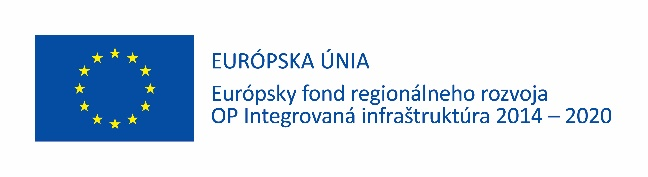 EURÓPSKA ÚNIA
Európsky fond regionálneho rozvoja
OP Integrovaná infraštruktúra 2014 – 2020